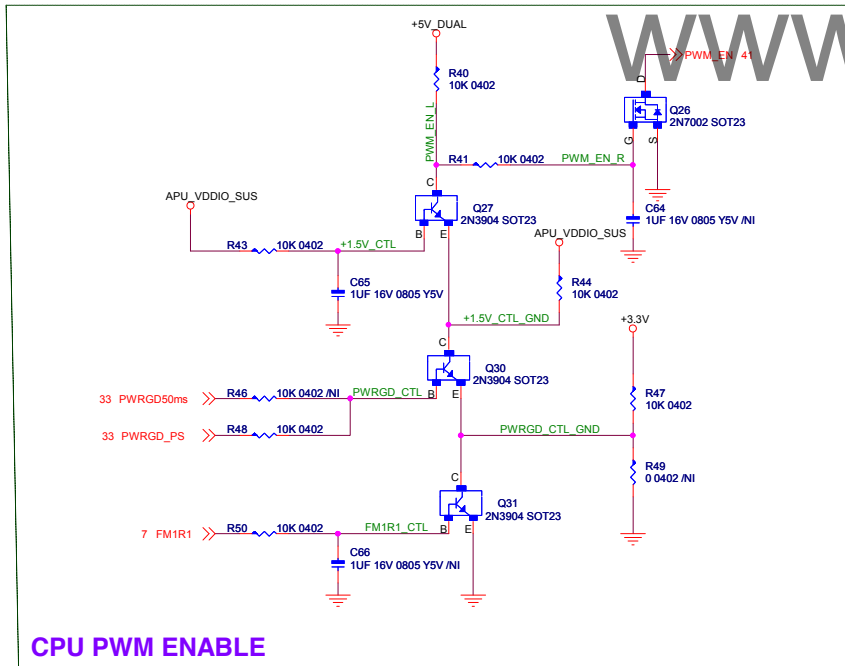 WWW
+5V_DUAL
R40
10K 0402
PWM_EN_L
PWM_EN 41
D
Q26
2N7002 SOT23
G
S
R41 10K 0402 PWM_EN_R
C
Q27
2N3904 SOT23
B E
C64
1UF 16V 0805 Y5V /NI
APU_VDDIO_SUS
R43 10K 0402 +1.5V_CTL
C65
1UF 16V 0805 Y5V
APU_VDDIO_SUS
R44
10K 0402
+1.5V_CTL_GND
+3.3V
C
Q30
2N3904 SOT23
B E
33 PWRGD50ms R46 10K 0402 /NI PWRGD_CTL
33 PWRGD_PS R48 10K 0402
R47
10K 0402
PWRGD_CTL_GND
R49
0 0402 /NI
C
Q31
2N3904 SOT23
B E
7 FM1R1 R50 10K 0402 FM1R1_CTL
C66
1UF 16V 0805 Y5V /NI
CPU PWM ENABLE